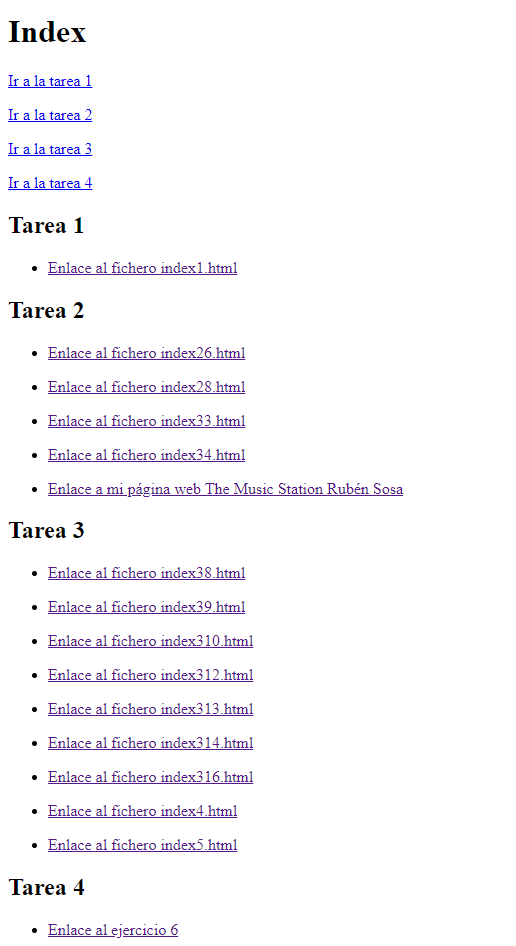 Index
Ir a la tarea 1
Ir a la tarea 2
Ir a la tarea 3
Ir a la tarea 4
Tarea 1
Enlace al fichero index1.html
Tarea 2
Enlace al fichero index26.html
Enlace al fichero index28.html
Enlace al fichero index33.html
Enlace al fichero index34.html
Enlace a mi página web The Music Station Rubén Sosa
Tarea 3
Enlace al fichero index38.html
Enlace al fichero index39.html
Enlace al fichero index310.html
Enlace al fichero index312.html
Enlace al fichero index313.html
Enlace al fichero index314.html
Enlace al fichero index316.html
Enlace al fichero index4.html
Enlace al fichero index5.html
Tarea 4
Enlace al ejercicio 6